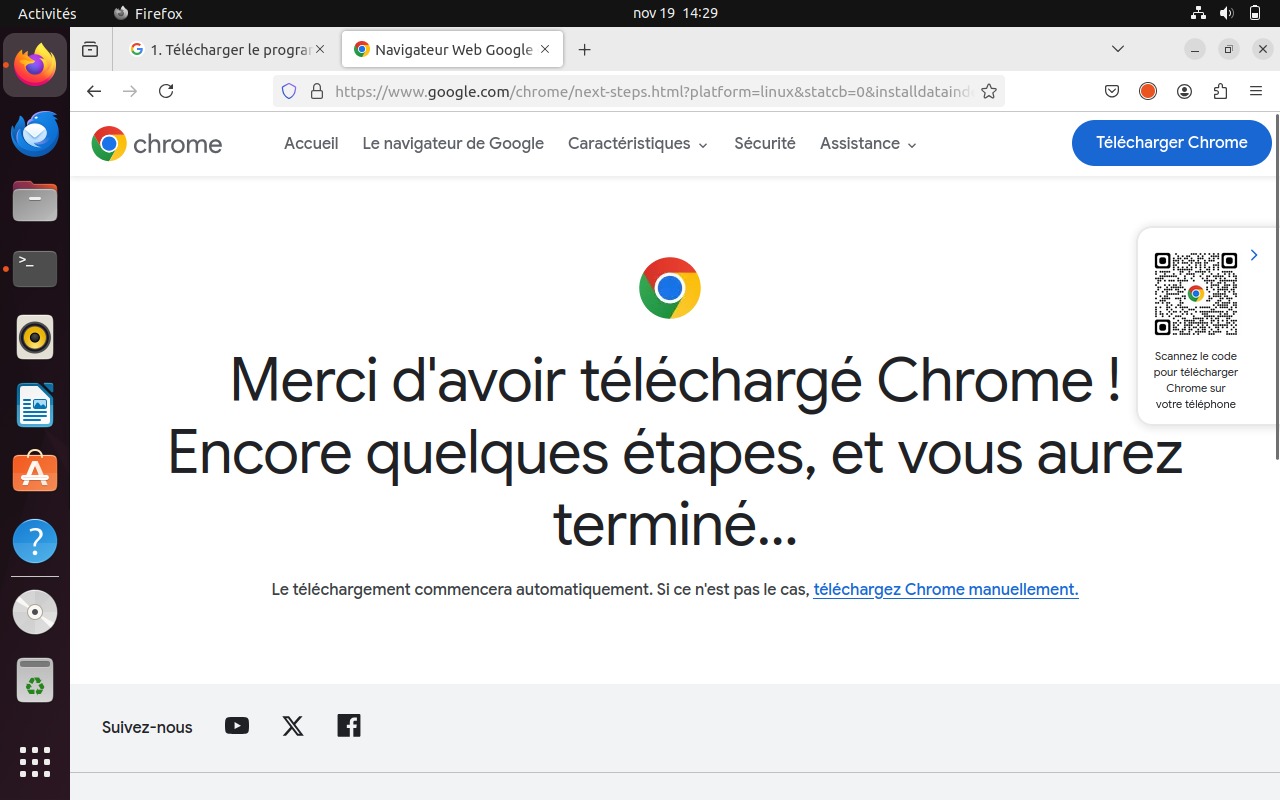 Activités Firefox nov 19 14:29
1. Télécharger le program
Navigateur Web Google
https://www.google.com/chrome/next-steps.html?platform=linux&statcb=0&installdatainde
chrome Accueil Le navigateur de Google Caractéristiques Sécurité Assistance Télécharger Chrome
Scannez le code
pour télécharger
Chrome sur
votre téléphone
Merci d'avoir téléchargé Chrome !
Encore quelques étapes, et vous aurez
terminé...
Le téléchargement commencera automatiquement. Si ce n'est pas le cas, téléchargez Chrome manuellement.
Suivez-nous